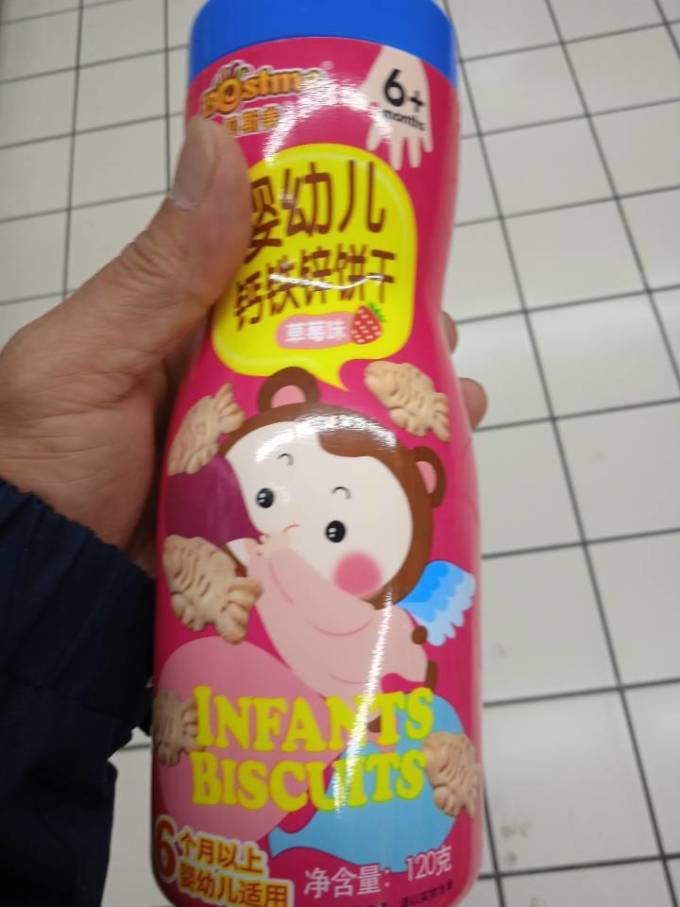 6+
months
婴幼儿
钙铁锌饼干
草莓味
INFANTS
BISCUITS
6个月以上
婴幼儿适用
净含量：120克